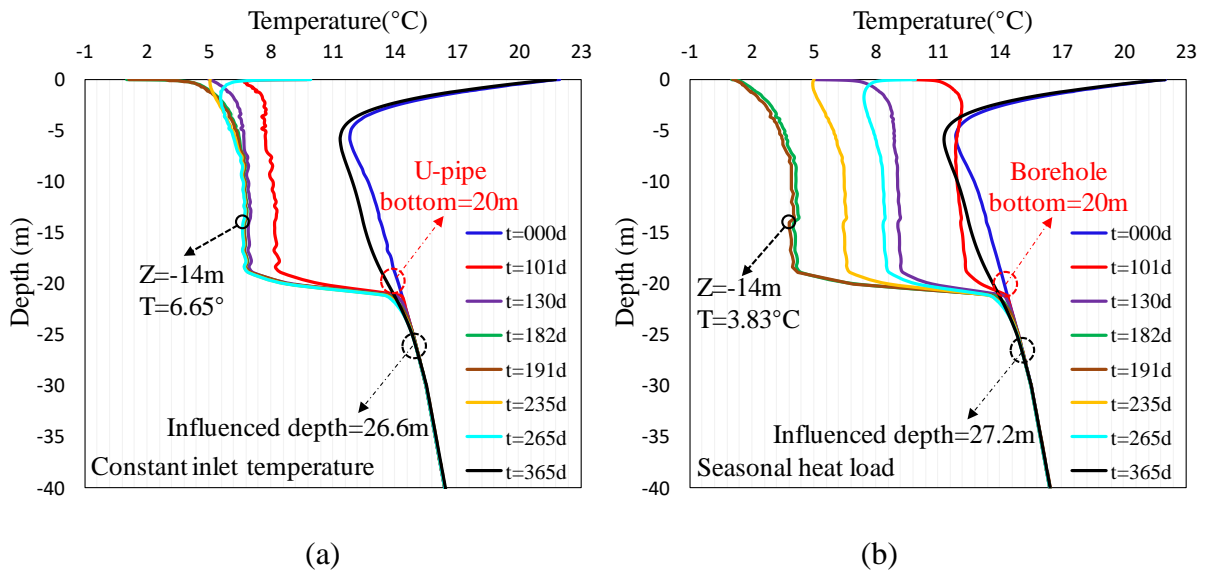 Temperature(°C)
-1 2 5 8 11 14 17 20 23
0
-5
-10
-15
-20
-25
-30
-35
-40
Depth (m)
U-pipe
bottom=20m
Z=-14m
T=6.65°
Influenced depth=26.6m
Constant inlet temperature
t=000d
t=101d
t=130d
t=182d
t=191d
t=235d
t=265d
t=365d
(a)
Temperature(°C)
-1 2 5 8 11 14 17 20 23
0
-5
-10
-15
-20
-25
-30
-35
-40
Depth (m)
Borehole
bottom=20m
Z=-14m
T=3.83°C
Influenced depth=27.2m
Seasonal heat load
t=000d
t=101d
t=130d
t=182d
t=191d
t=235d
t=265d
t=365d
(b)